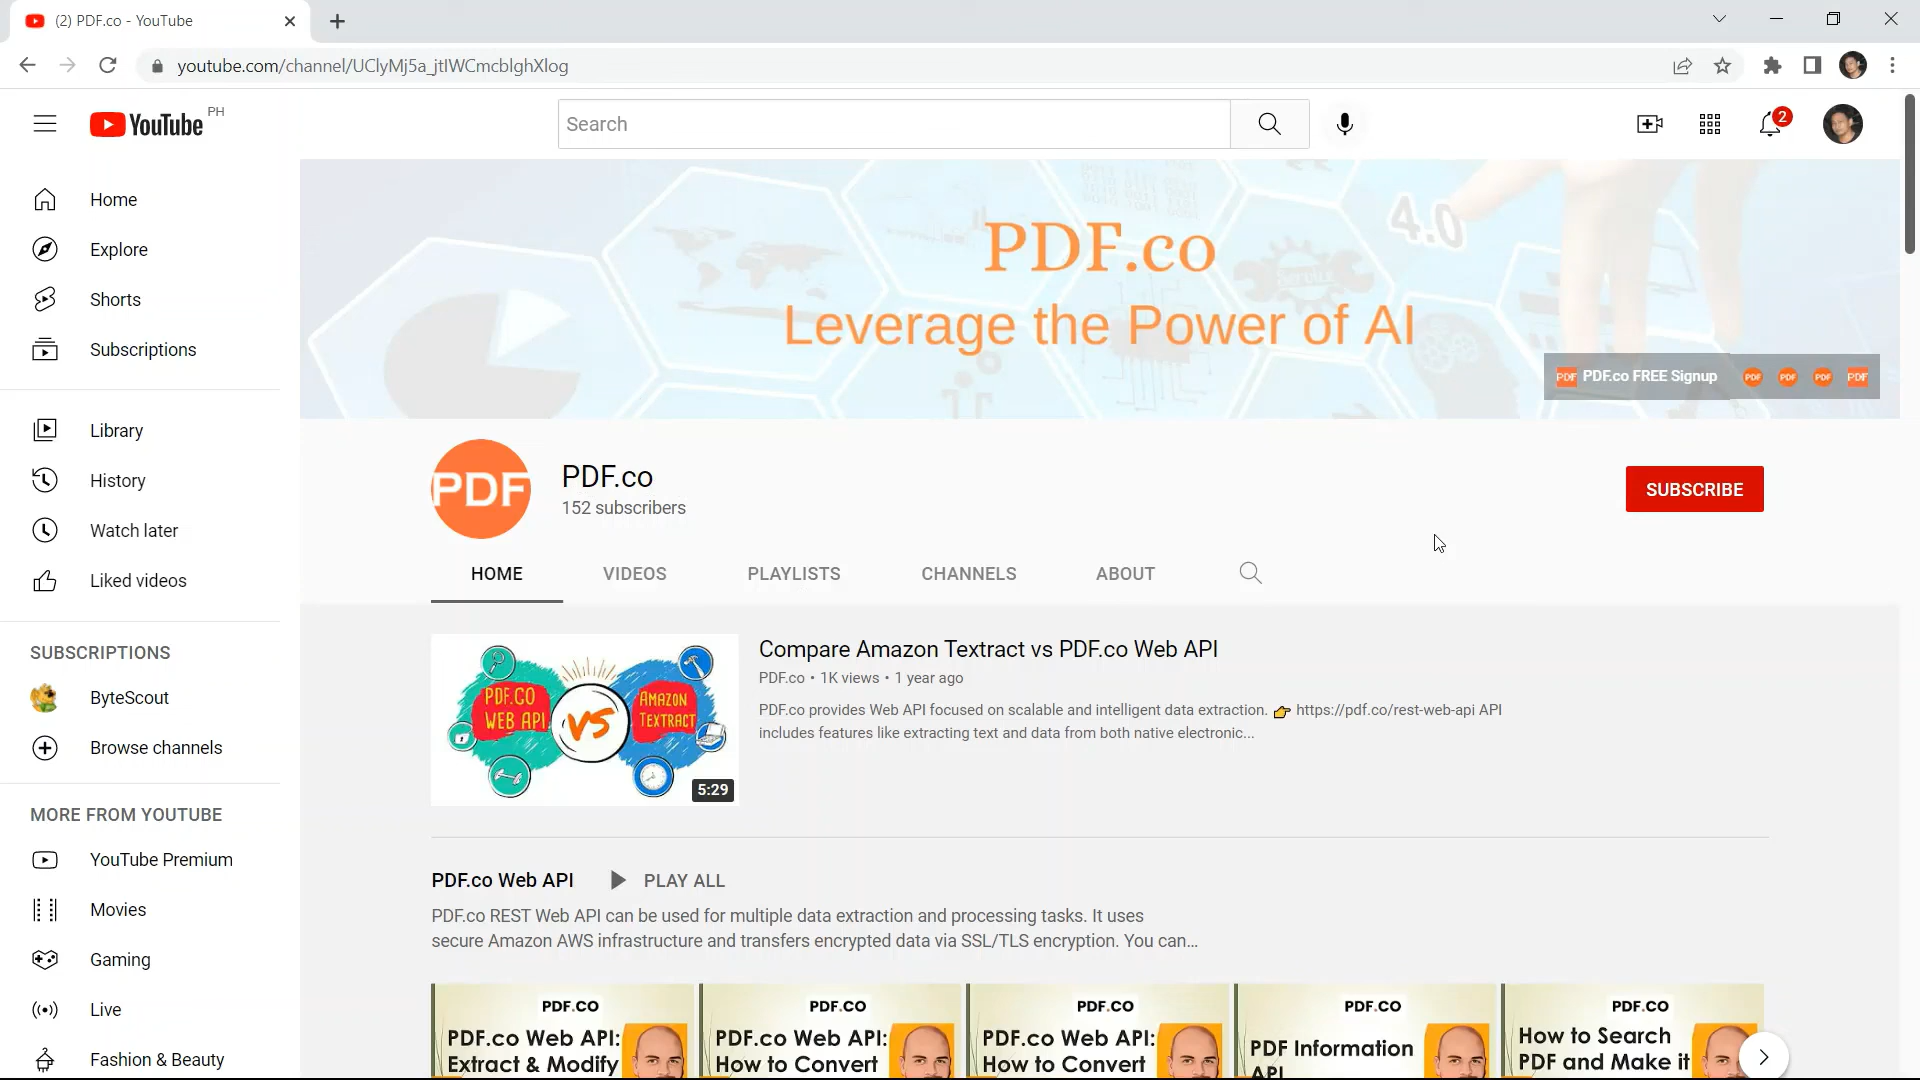 (2) PDF.co - YouTube
youtube.com/channel/UClyMj5a_jtIWCmcblghXlog
YouTube PH
Search
2
Home
Explore
Shorts
Subscriptions
Library
History
Watch later
Liked videos
SUBSCRIPTIONS
ByteScout
Browse channels
MORE FROM YOUTUBE
YouTube Premium
Movies
Gaming
Live
Fashion & Beauty
4.0
PDF.co
Leverage the Power of AI
PDF PDF.co FREE Signup PDF PDF PDF PDF
PDF
PDF.co
152 subscribers
SUBSCRIBE
HOME VIDEOS PLAYLISTS CHANNELS ABOUT
PDF.CO
WEB API
VS
AMAZON
TEXTRACT
5:29
Compare Amazon Textract vs PDF.co Web API
PDF.co • 1K views • 1 year ago
PDF.co provides Web API focused on scalable and intelligent data extraction. 👉 https://pdf.co/rest-web-api API
includes features like extracting text and data from both native electronic...
PDF.co Web API PLAY ALL
PDF.co REST Web API can be used for multiple data extraction and processing tasks. It uses
secure Amazon AWS infrastructure and transfers encrypted data via SSL/TLS encryption. You can...
PDF.CO
PDF.co Web API:
Extract & Modify
PDF.CO
PDF.co Web API:
How to Convert
PDF.CO
PDF.co Web API:
How to Convert
PDF.CO
PDF Information
API
PDF.CO
How to Search
PDF and Make it